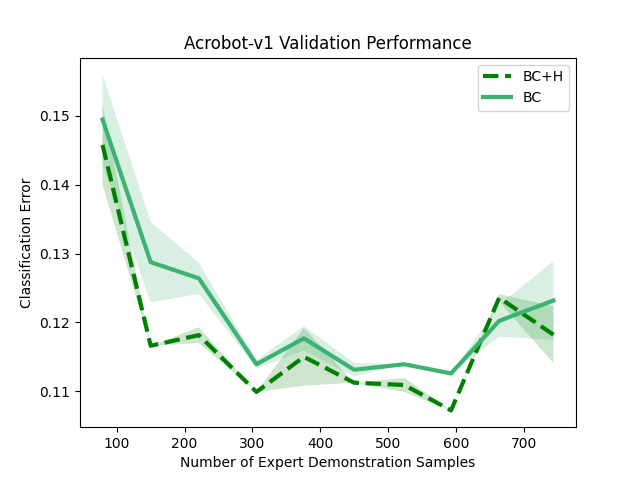 Acrobot-v1 Validation Performance
BC+H
BC
0.15
0.14
0.13
0.12
0.11
Classification Error
100
200
300
400
500
600
700
Number of Expert Demonstration Samples